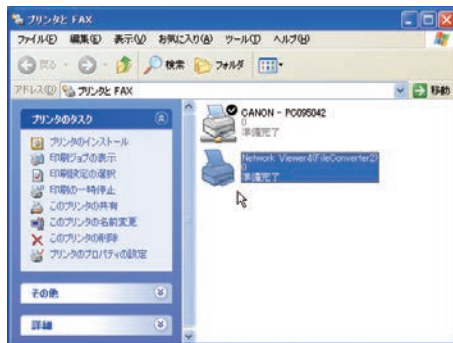 プリンタと FAX
ファイル(F) 編集(E) 表示(V) お気に入り(A) ツール(T) ヘルプ(H)
戻る 検索 フォルダ
アドレス(D) プリンタと FAX 移動
プリンタのタスク
プリンタのインストール
印刷ジョブの表示
印刷設定の選択
印刷の一時停止
このプリンタの共有
このプリンタの名前変更
このプリンタの削除
プリンタのプロパティの設定
その他
詳細
CANON - PC095042
0
準備完了
Network Viewer4(FileConverter2)
0
準備完了